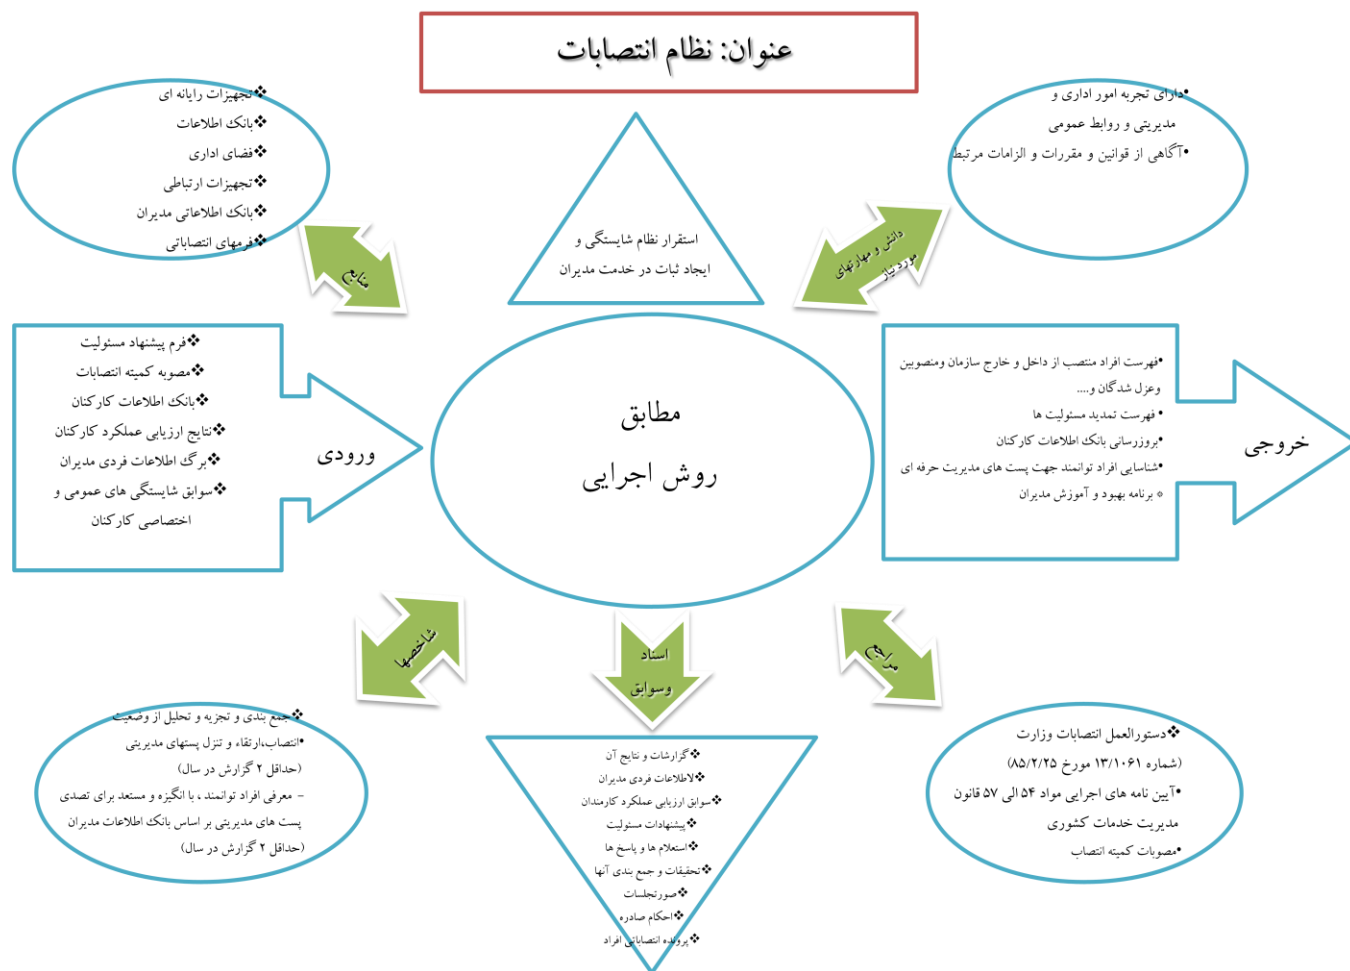 عنوان: نظام انتصابات
•دارای تجربه امور اداری و
مدیریتی و روابط عمومی
•آگاهی از قوانین و مقررات و الزامات مرتبط
دانش و مهارتهای
مورد نیاز
استقرار نظام شایستگی و
ایجاد ثبات در خدمت مدیران
❖تجهیزات رایانه ای
❖بانک اطلاعات
❖فضای اداری
❖تجهیزات ارتباطی
❖بانک اطلاعاتی مدیران
❖فرمهای انتصاباتی
منابع
❖فرم پیشنهاد مسئولیت
❖مصوبه کمیته انتصابات
❖بانک اطلاعات کارکنان
❖نتایج ارزیابی عملکرد کارکنان
❖برگ اطلاعات فردی مدیران
❖سوابق شایستگی های عمومی و
اختصاصی کارکنان
ورودی
مطابق
روش اجرایی
•فهرست افراد منتصب از داخل و خارج سازمان ومنصوبین
وعزل شدگان و....
• فهرست تمدید مسئولیت ها
•بروزرسانی بانک اطلاعات کارکنان
•شناسایی افراد توانمند جهت پست های مدیریت حرفه ای
* برنامه بهبود و آموزش مدیران
خروجی
مراجع
❖دستورالعمل انتصابات وزارت
(شماره ۱۳/۱۰۶۱ مورخ ۸۵/۲/۲۵)
•آیین نامه های اجرایی مواد ۵۴ الی ۵۷ قانون
مدیریت خدمات کشوری
•مصوبات کمیته انتصاب
اسناد
وسوابق
❖گزارشات و نتایج آن
❖لاطلاعات فردی مدیران
❖سوابق ارزیابی عملکرد کارمندان
❖پیشنهادات مسئولیت
❖استعلام ها و پاسخ ها
❖تحقیقات و جمع بندی آنها
❖صورتجلسات
❖احکام صادره
❖پرونده انتصاباتی افراد
شاخصها
❖جمع بندی و تجزیه و تحلیل از وضعیت
•انتصاب،ارتقاء و تنزل پستهای مدیریتی
(حداقل ۲ گزارش در سال)
- معرفی افراد توانمند ، با انگیزه و مستعد برای تصدی
پست های مدیریتی بر اساس بانک اطلاعات مدیران
(حداقل ۲ گزارش در سال)